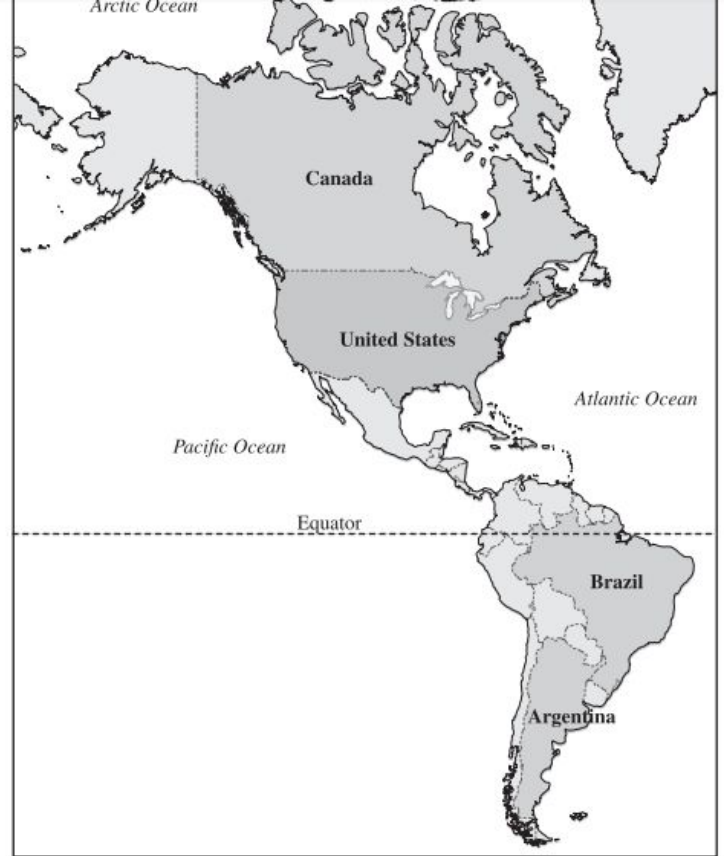 Arctic Ocean
Canada
United States
Atlantic Ocean
Pacific Ocean
Equator
Brazil
Argentina